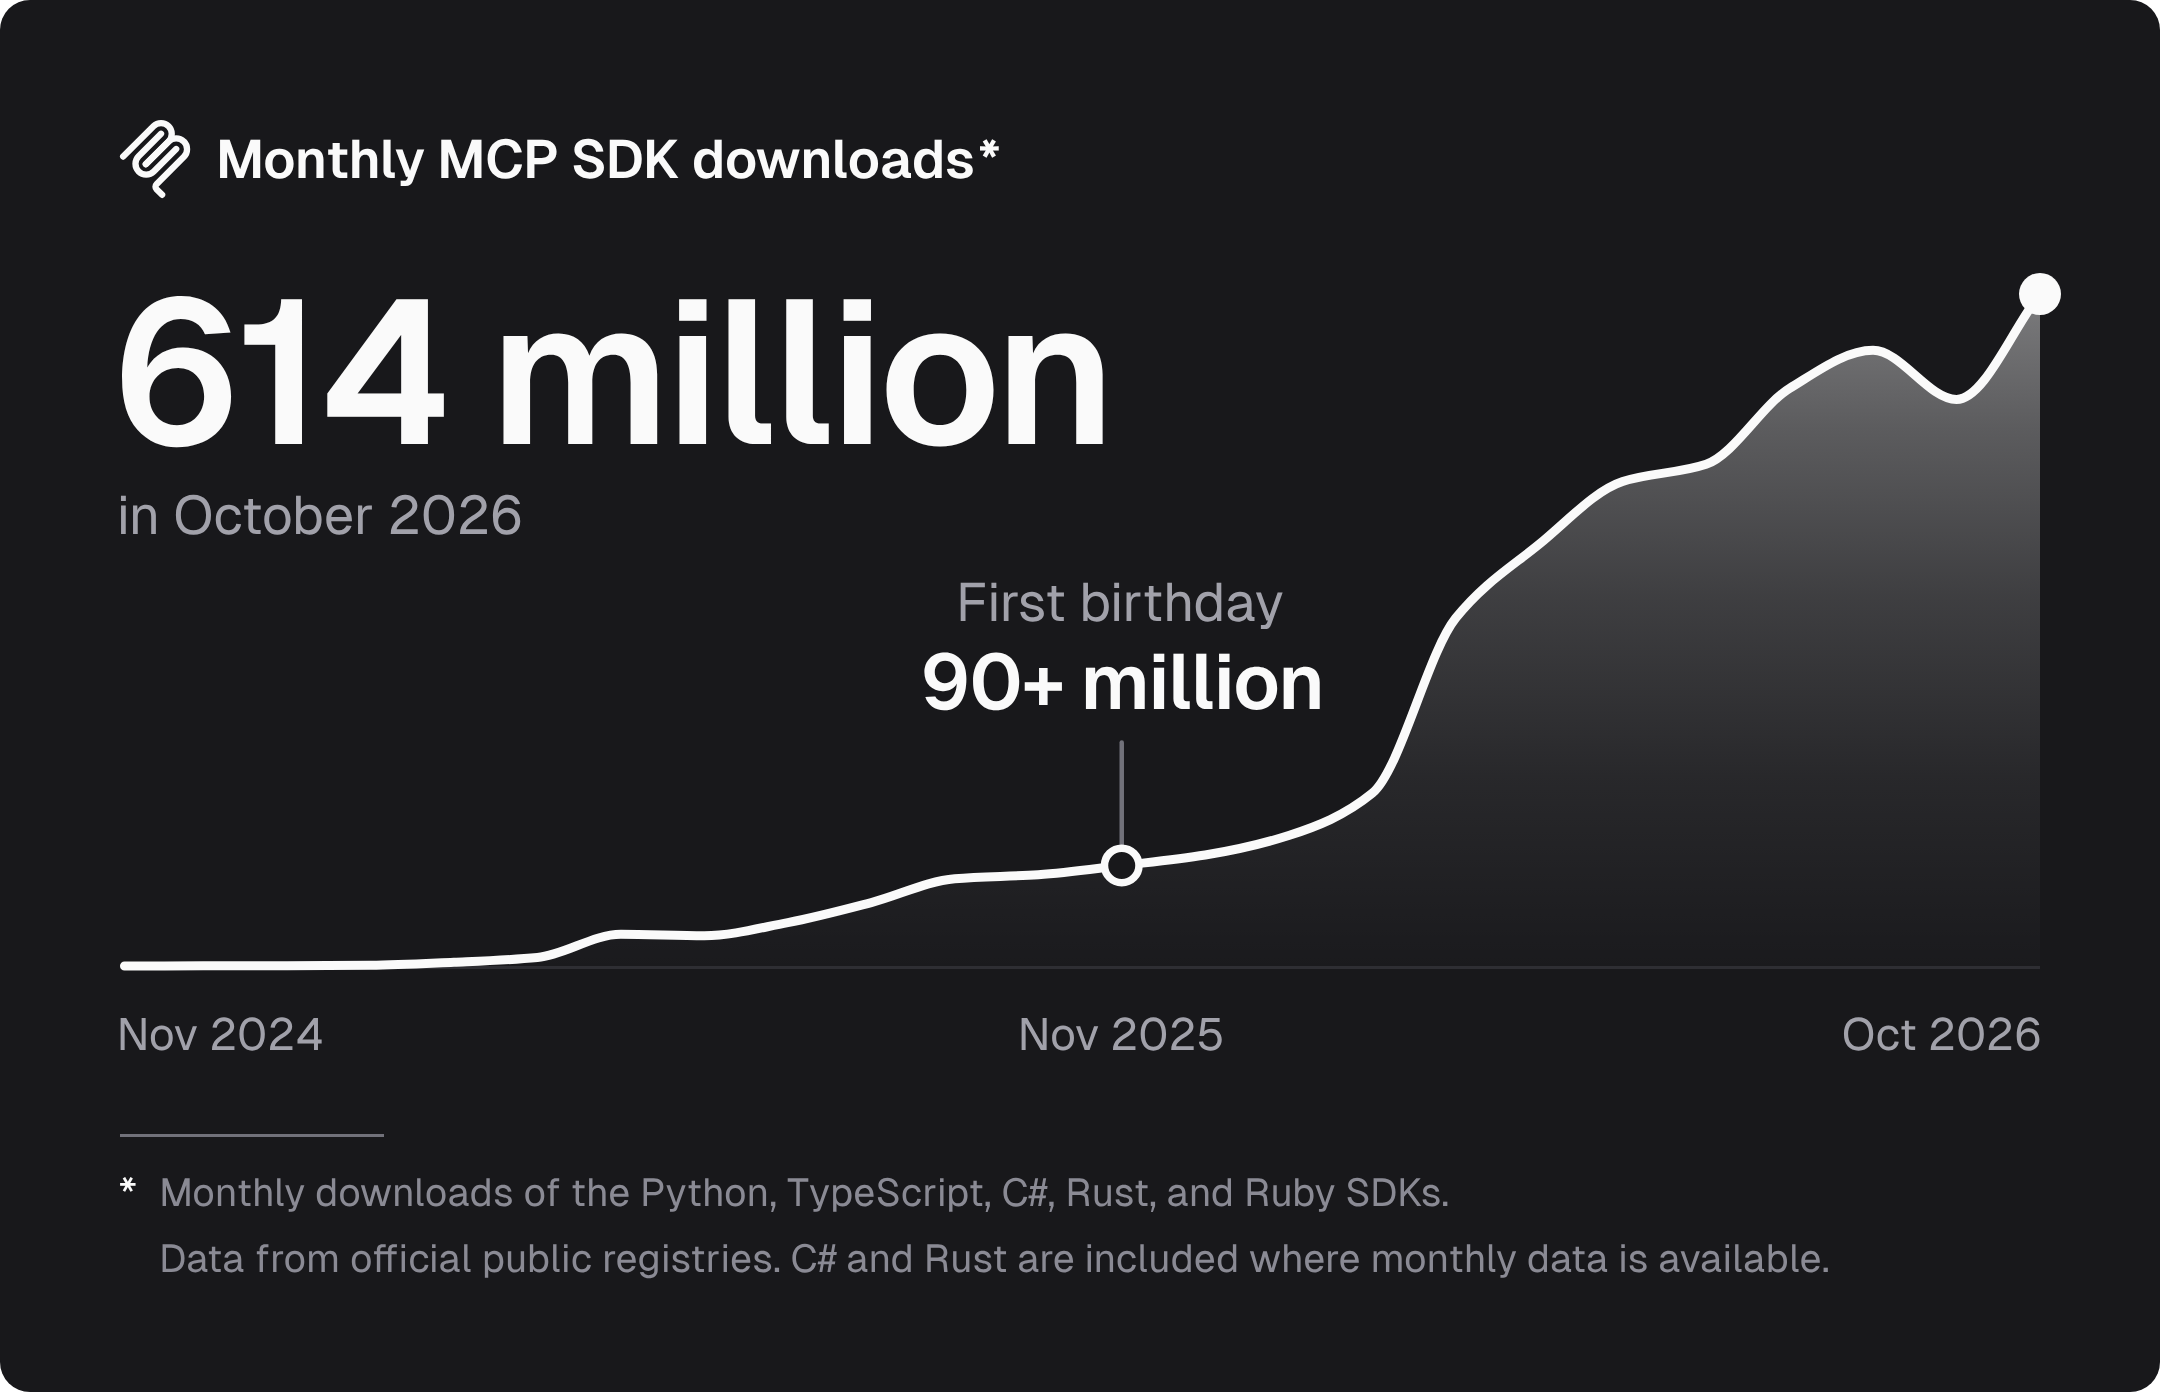 Monthly MCP SDK downloads*
614 million
in October 2026
First birthday
90+ million
Nov 2024
Nov 2025
Oct 2026
* Monthly downloads of the Python, TypeScript, C#, Rust, and Ruby SDKs.
Data from official public registries. C# and Rust are included where monthly data is available.